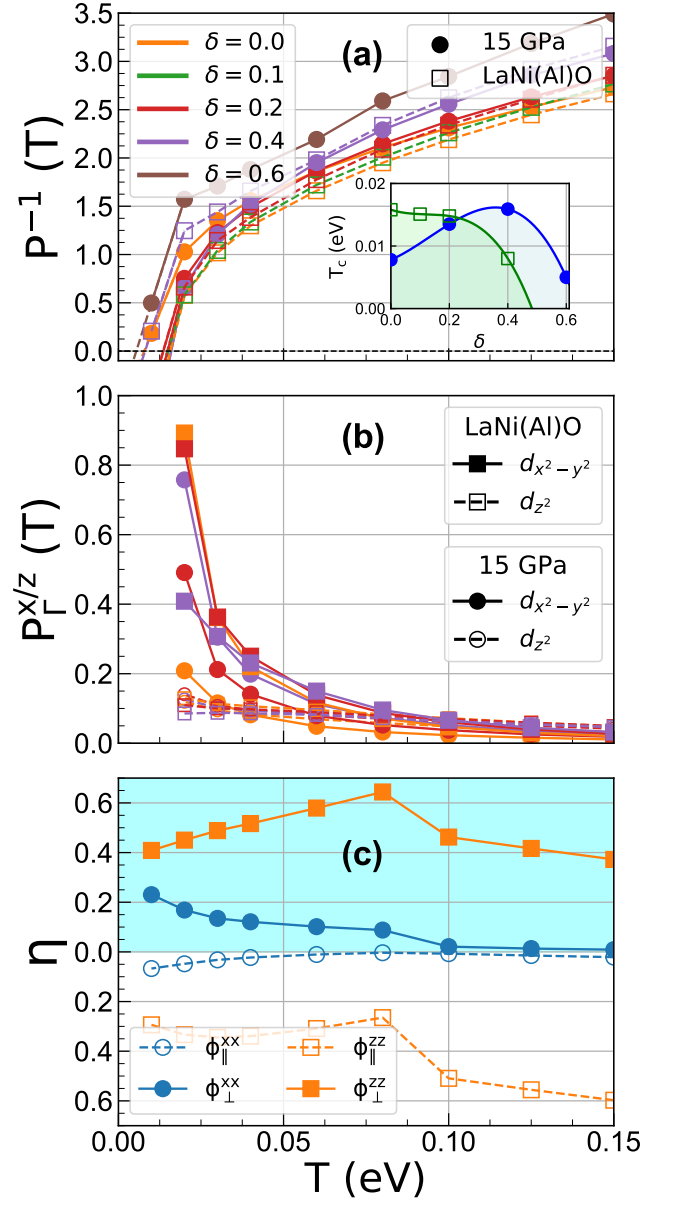 3.5
3.0
2.5
2.0
1.5
1.0
0.5
0.0
P⁻¹ (T)
δ = 0.0
δ = 0.1
δ = 0.2
δ = 0.4
δ = 0.6
(a)
15 GPa
LaNi(Al)O
0.02
0.01
0.00
T_c (eV)
0.0 0.2 0.4 0.6
δ
1.0
0.8
0.6
0.4
0.2
0.0
P_Γ^{x/z} (T)
(b)
LaNi(Al)O
d_{x²−y²}
d_{z²}
15 GPa
d_{x²−y²}
d_{z²}
0.6
0.4
0.2
0.0
0.2
0.4
0.6
η
(c)
ϕ_∥^{xx} ϕ_∥^{zz}
ϕ_⊥^{xx} ϕ_⊥^{zz}
0.00 0.05 0.10 0.15
T (eV)